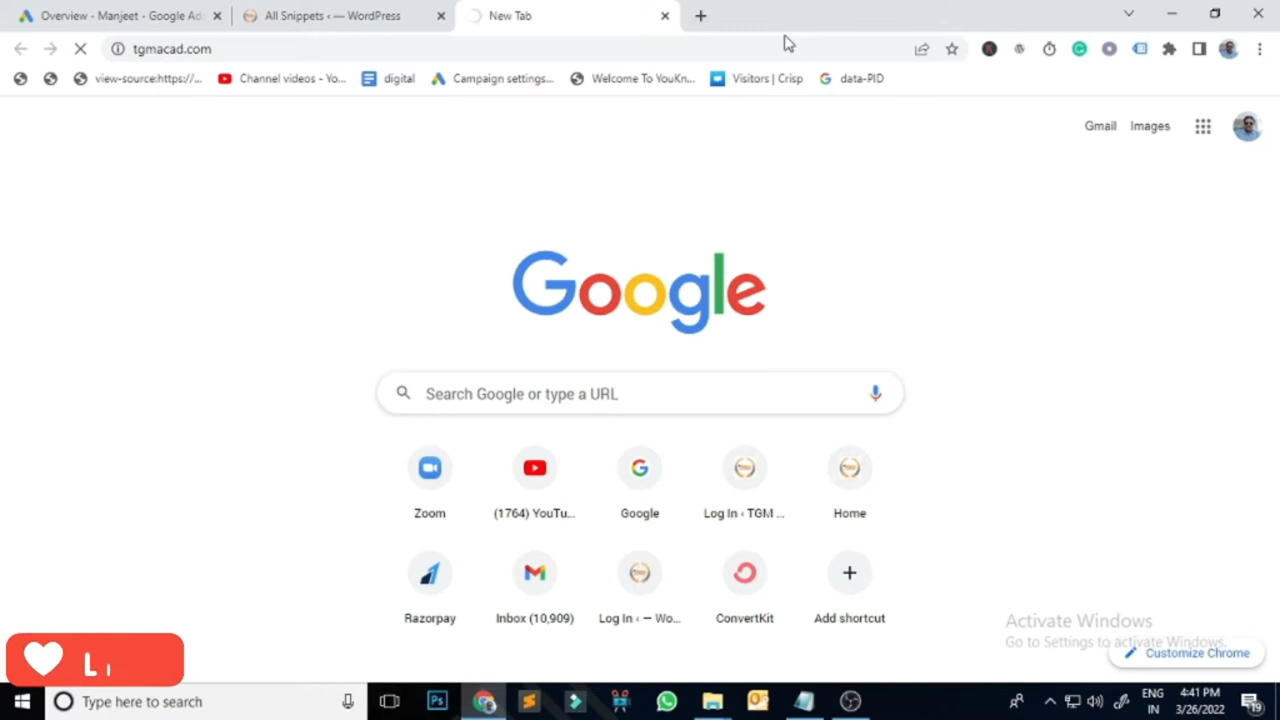 Overview - Manjeet - Google Ad
All Snippets ‹ — WordPress
New Tab
tgmacad.com
view-source:https://...
Channel videos - Yo...
digital
Campaign settings...
Welcome To YouKn...
Visitors | Crisp
data-PID
Gmail
Images
Google
Search Google or type a URL
Zoom
(1764) YouTu...
Google
Log In ‹ TGM ...
Home
Razorpay
Inbox (10,909)
Log In ‹ — Wo...
ConvertKit
Add shortcut
Activate Windows
Go to Settings to activate Windows.
Customize Chrome
L
Type here to search
Ps
ENG
IN
4:41 PM
3/26/2022
19